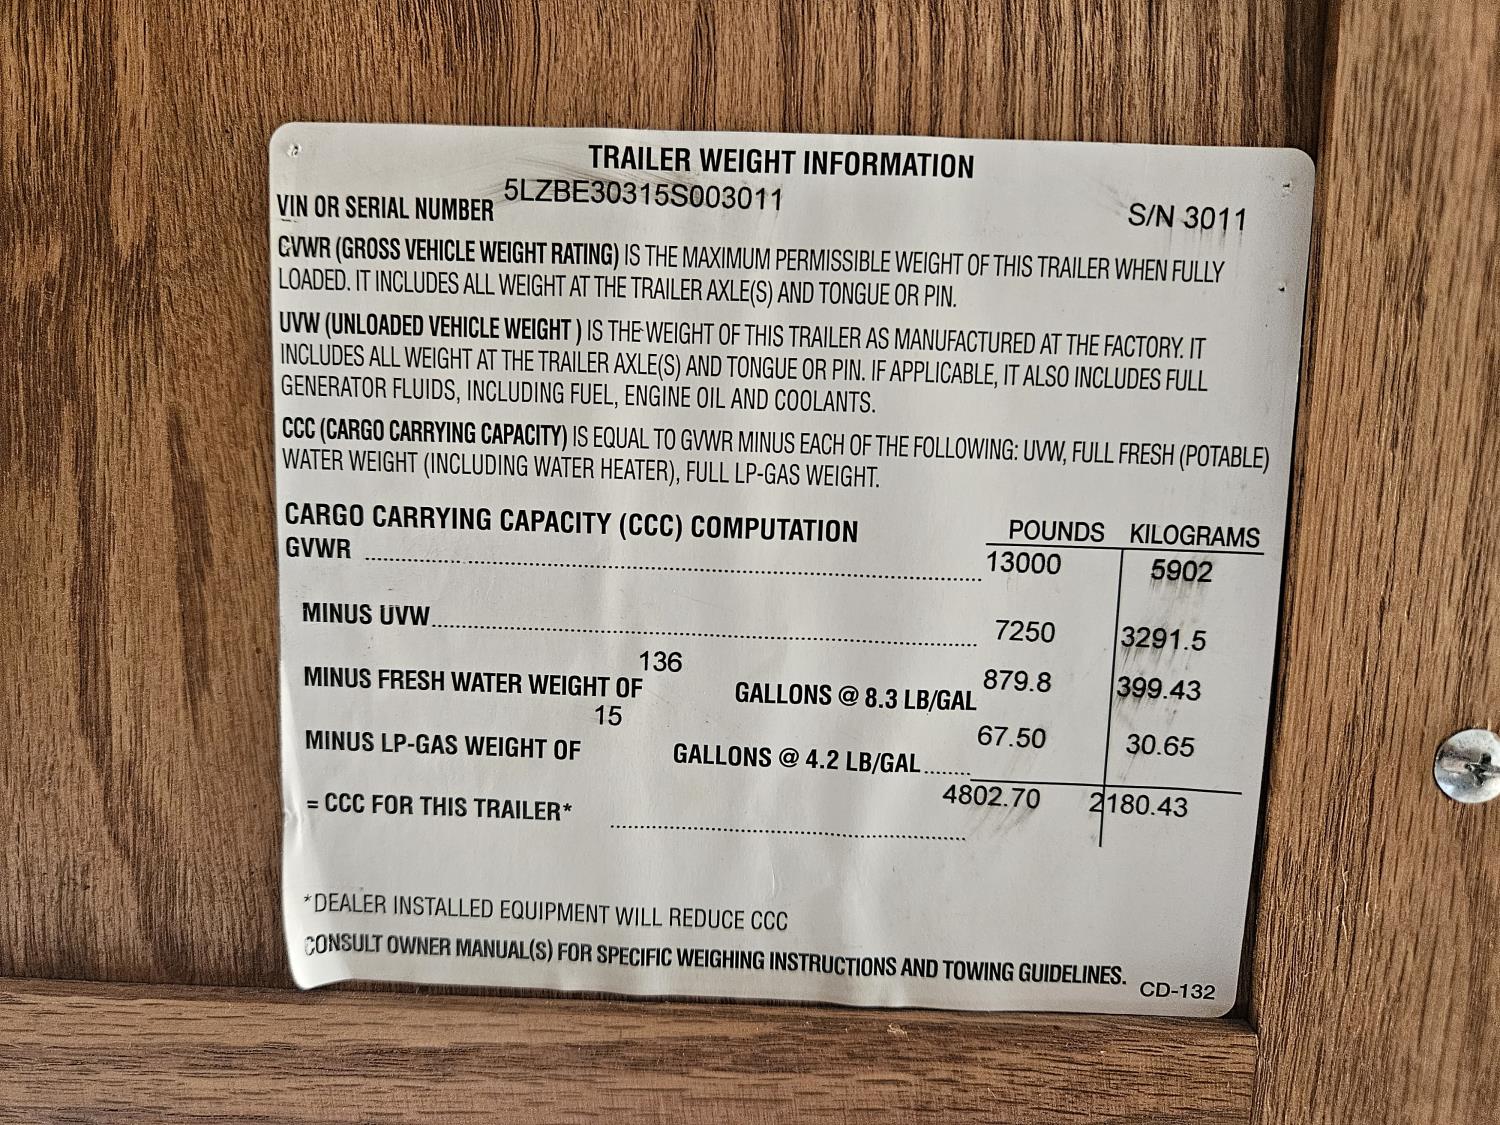 TRAILER WEIGHT INFORMATION
VIN OR SERIAL NUMBER 5LZBE30315S003011 S/N 3011
GVWR (GROSS VEHICLE WEIGHT RATING) IS THE MAXIMUM PERMISSIBLE WEIGHT OF THIS TRAILER WHEN FULLY
LOADED. IT INCLUDES ALL WEIGHT AT THE TRAILER AXLE(S) AND TONGUE OR PIN.
UVW (UNLOADED VEHICLE WEIGHT ) IS THE WEIGHT OF THIS TRAILER AS MANUFACTURED AT THE FACTORY. IT
INCLUDES ALL WEIGHT AT THE TRAILER AXLE(S) AND TONGUE OR PIN. IF APPLICABLE, IT ALSO INCLUDES FULL
GENERATOR FLUIDS, INCLUDING FUEL, ENGINE OIL AND COOLANTS.
CCC (CARGO CARRYING CAPACITY) IS EQUAL TO GVWR MINUS EACH OF THE FOLLOWING: UVW, FULL FRESH (POTABLE)
WATER WEIGHT (INCLUDING WATER HEATER), FULL LP-GAS WEIGHT.
CARGO CARRYING CAPACITY (CCC) COMPUTATION POUNDS KILOGRAMS
GVWR 13000 5902
MINUS UVW 7250 3291.5
MINUS FRESH WATER WEIGHT OF 136 GALLONS @ 8.3 LB/GAL 879.8 399.43
MINUS LP-GAS WEIGHT OF 15 GALLONS @ 4.2 LB/GAL 67.50 30.65
= CCC FOR THIS TRAILER* 4802.70 2180.43
*DEALER INSTALLED EQUIPMENT WILL REDUCE CCC
CONSULT OWNER MANUAL(S) FOR SPECIFIC WEIGHING INSTRUCTIONS AND TOWING GUIDELINES.
CD-132